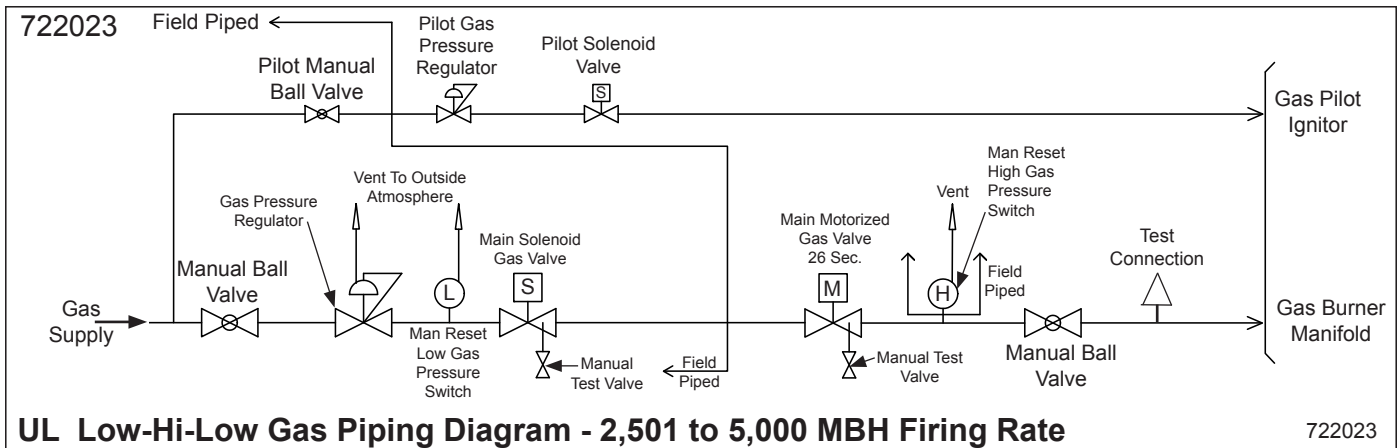 722023
Field Piped
Pilot Gas
Pressure
Regulator
Pilot Solenoid
Valve
Pilot Manual
Ball Valve
S
Gas Pilot
Ignitor
Man Reset
High Gas
Pressure
Switch
Vent To Outside
Atmosphere
Gas Pressure
Regulator
Vent
Main Solenoid
Gas Valve
Main Motorized
Gas Valve
26 Sec.
Test
Connection
Manual Ball
Valve
Field
Piped
L
S
M
H
Gas
Supply
Gas Burner
Manifold
Man Reset
Low Gas
Pressure
Switch
Manual
Test Valve
Field
Piped
Manual Test
Valve
Manual Ball
Valve
UL Low-Hi-Low Gas Piping Diagram - 2,501 to 5,000 MBH Firing Rate
722023